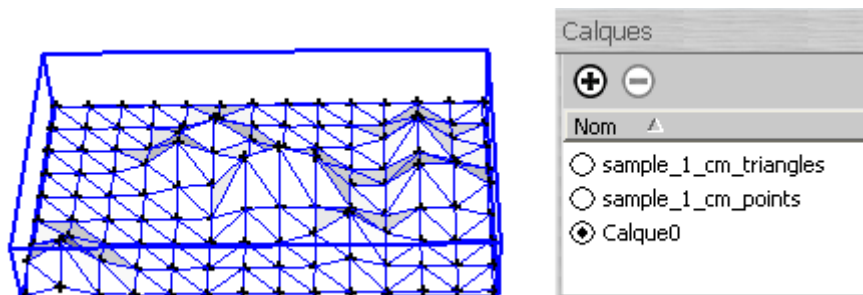 Calques
Nom
sample_1_cm_triangles
sample_1_cm_points
Calque0